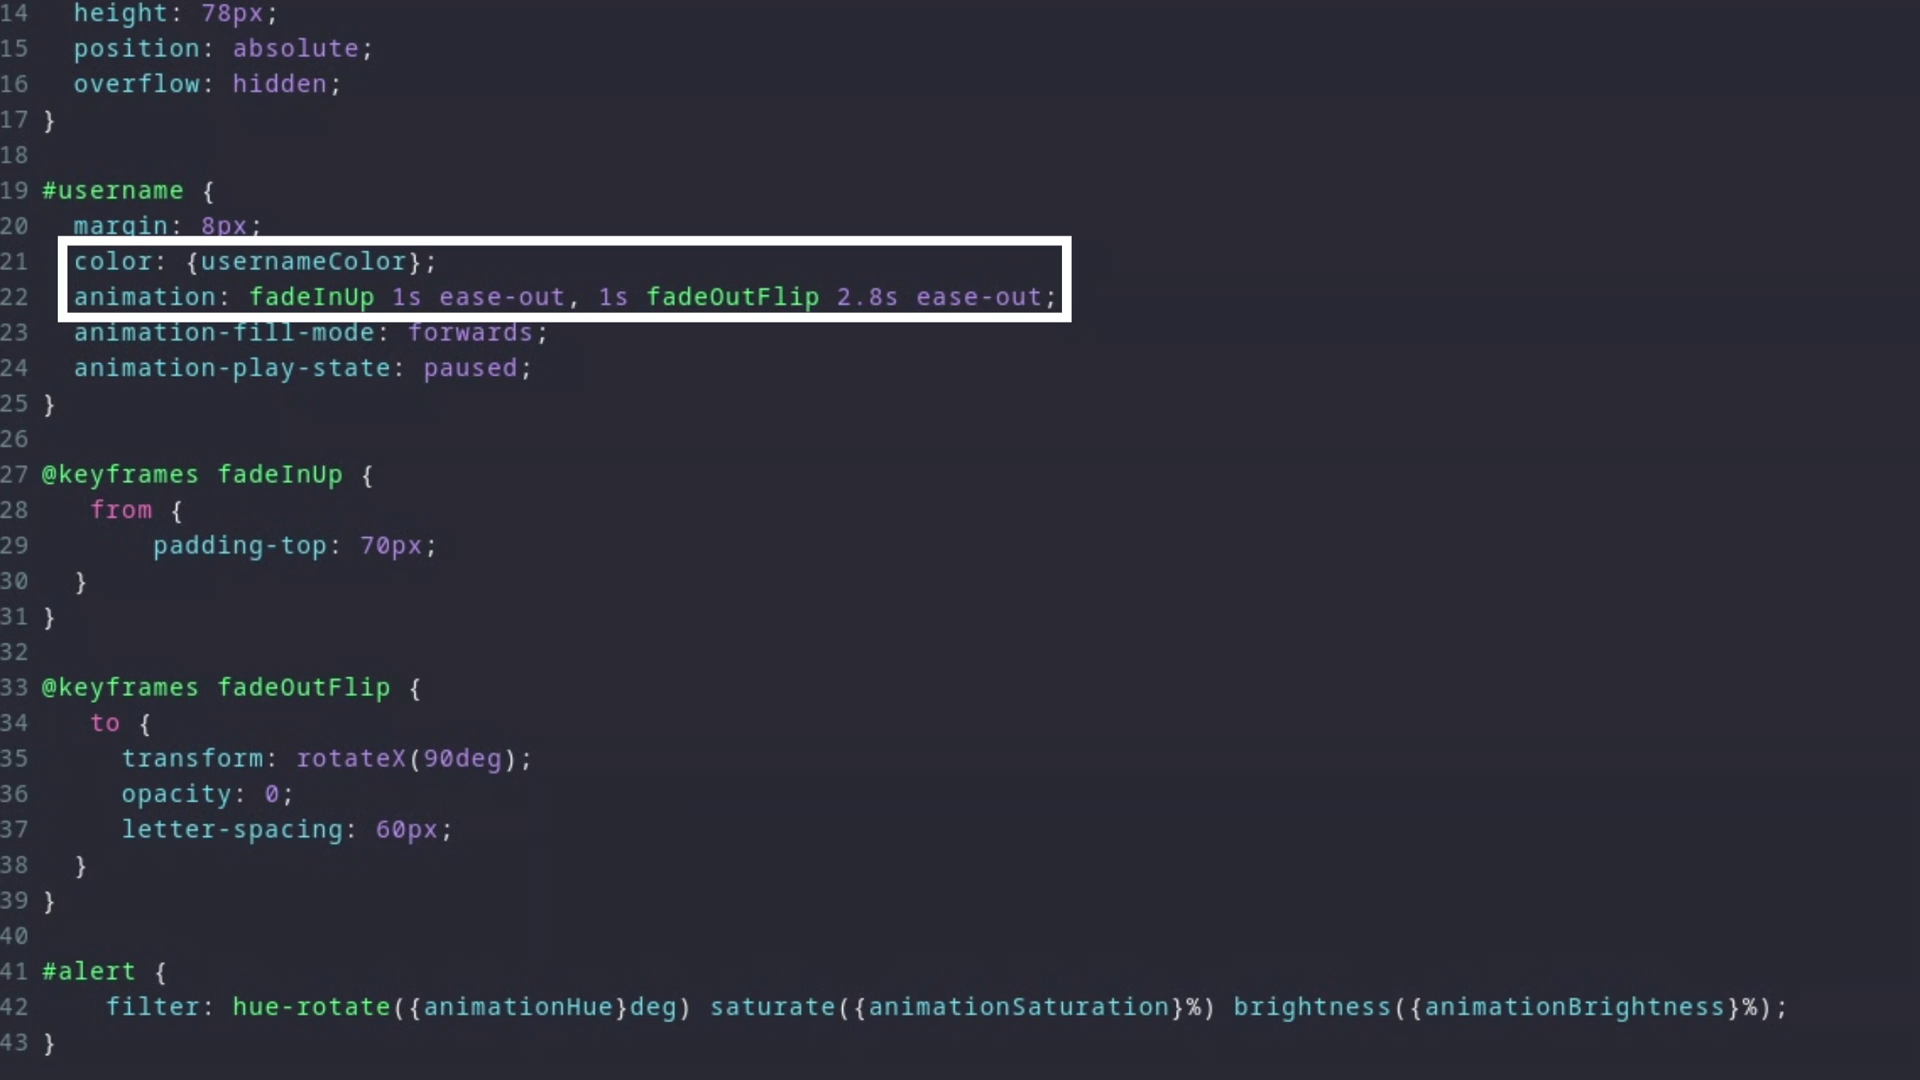 14 height: 78px;
15 position: absolute;
16 overflow: hidden;
17 }
18
19 #username {
20 margin: 8px;
21 color: {usernameColor};
22 animation: fadeInUp 1s ease-out, 1s fadeOutFlip 2.8s ease-out;
23 animation-fill-mode: forwards;
24 animation-play-state: paused;
25 }
26
27 @keyframes fadeInUp {
28 from {
29 padding-top: 70px;
30 }
31 }
32
33 @keyframes fadeOutFlip {
34 to {
35 transform: rotateX(90deg);
36 opacity: 0;
37 letter-spacing: 60px;
38 }
39 }
40
41 #alert {
42 filter: hue-rotate({animationHue}deg) saturate({animationSaturation}%) brightness({animationBrightness}%);
43 }